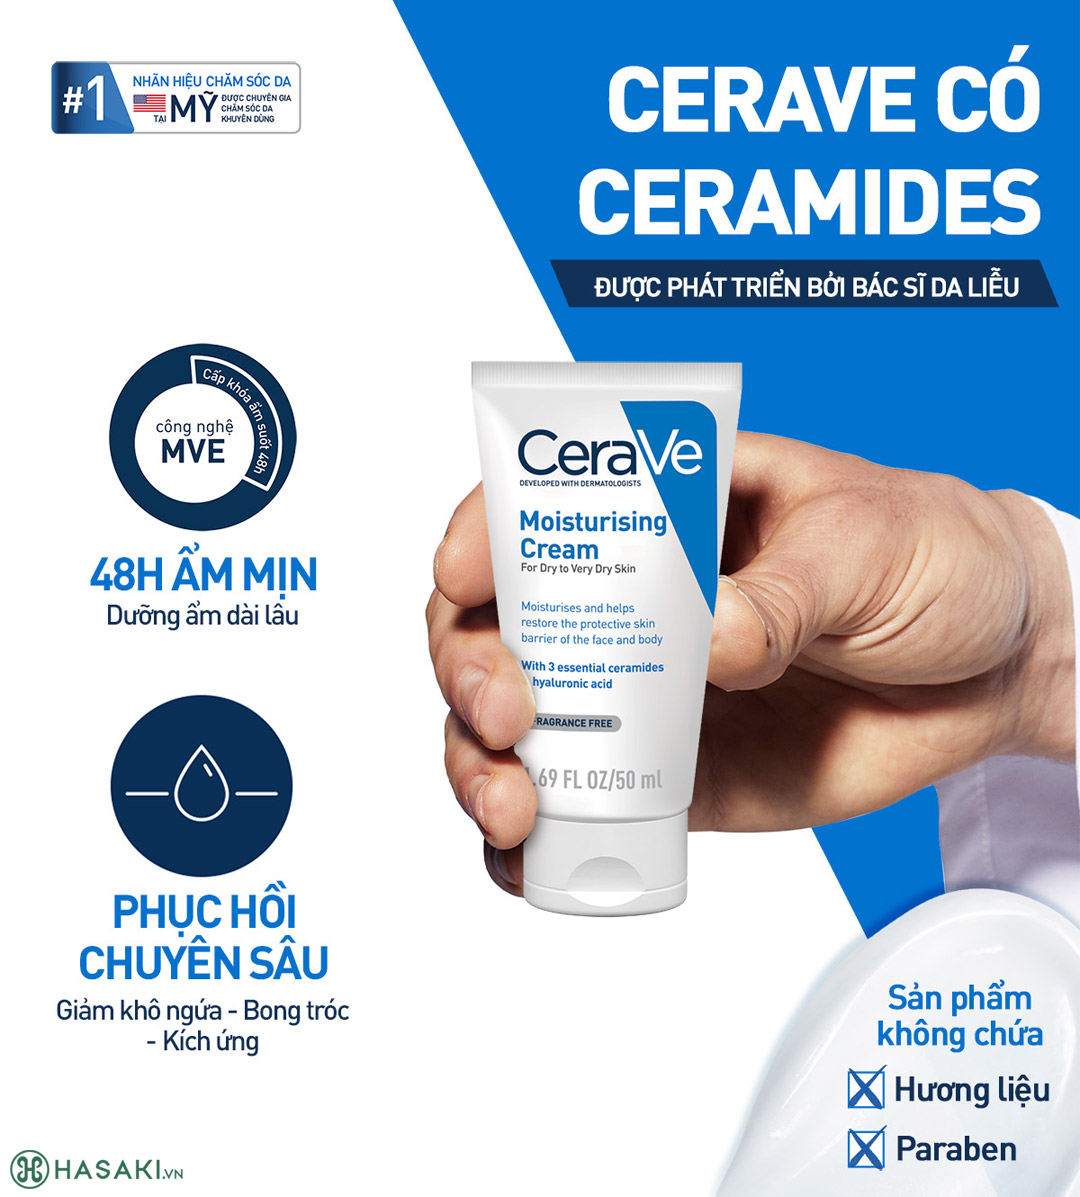 #1
NHÃN HIỆU CHĂM SÓC DA
TẠI MỸ
ĐƯỢC CHUYÊN GIA
CHĂM SÓC DA
KHUYÊN DÙNG
CERAVE CÓ
CERAMIDES
ĐƯỢC PHÁT TRIỂN BỞI BÁC SĨ DA LIỄU
Cấp khóa ẩm suốt 48h
công nghệ
MVE
48H ẨM MỊN
Dưỡng ẩm dài lâu
CeraVe
DEVELOPED WITH DERMATOLOGISTS
Moisturising
Cream
For Dry to Very Dry Skin
Moisturises and helps
restore the protective skin
barrier of the face and body
With 3 essential ceramides
hyaluronic acid
RAGRANCE FREE
.69 FL OZ/50 ml
PHỤC HỒI
CHUYÊN SÂU
Giảm khô ngứa - Bong tróc
- Kích ứng
Sản phẩm
không chứa
Hương liệu
Paraben
HASAKI.VN